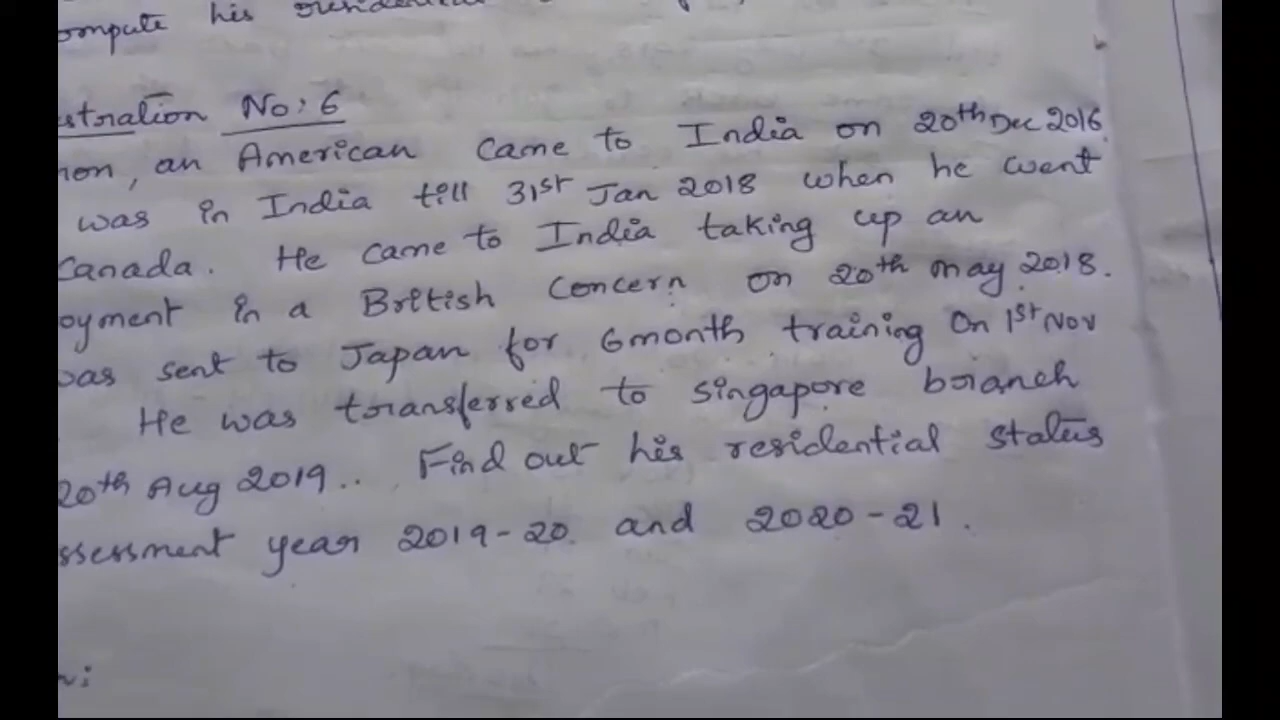 ompute his
stration No: 6
non, an American came to India on 20th Dec 2016
was in India till 31st Jan 2018 when he went
Canada. He came to India taking up an
oyment in a British concern on 20th may 2018.
was sent to Japan for 6month training On 1st Nov
He was transferred to singapore branch
20th Aug 2019.. Find out his residential status
ssessment year 2019-20. and 2020-21.